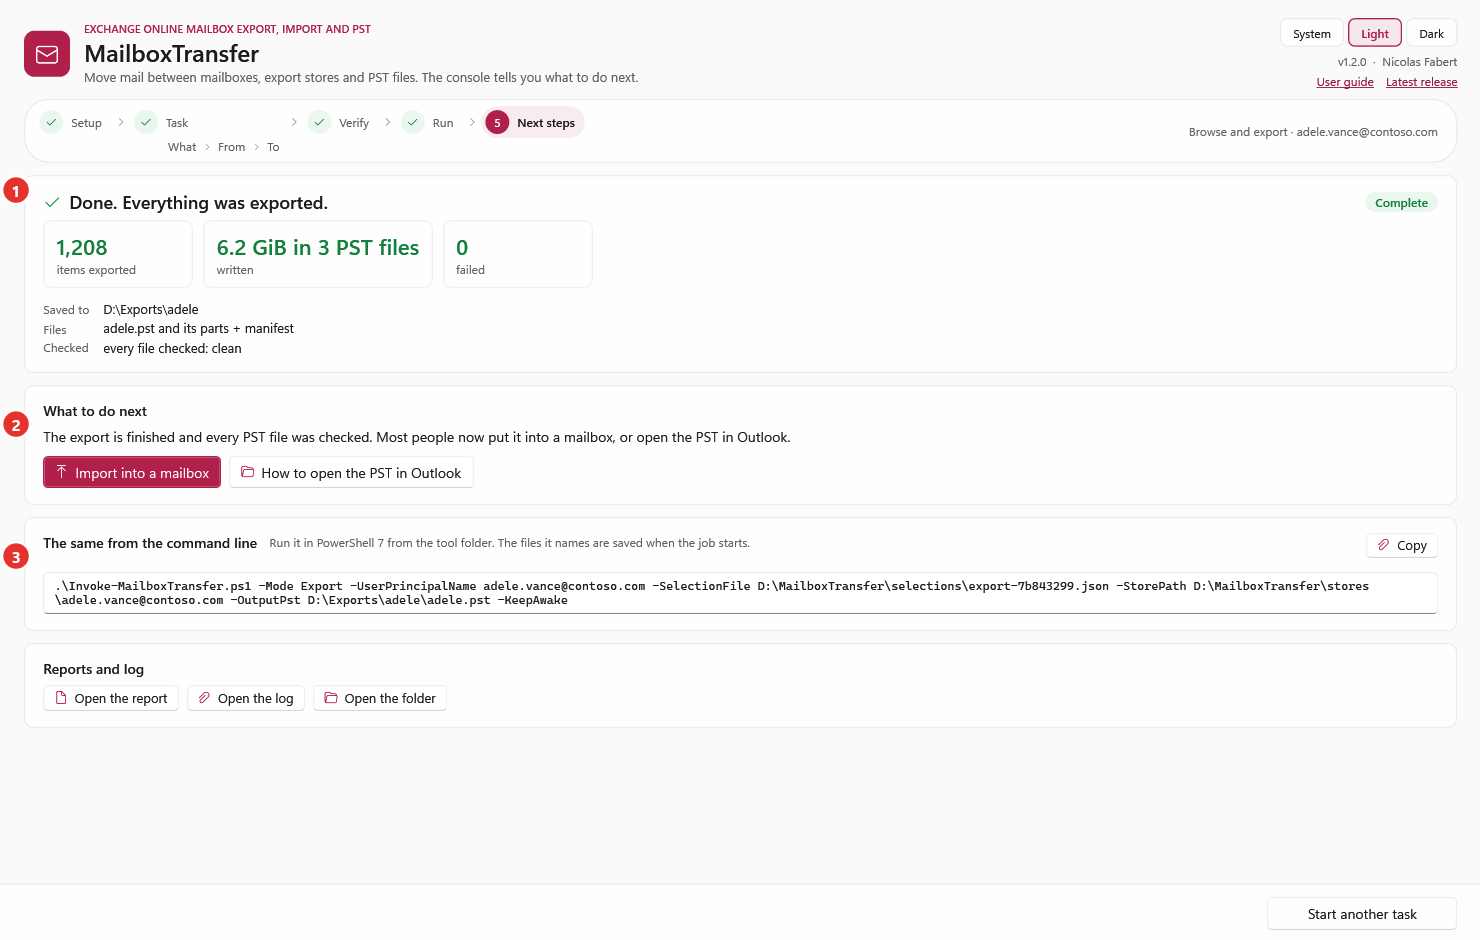 EXCHANGE ONLINE MAILBOX EXPORT, IMPORT AND PST
MailboxTransfer
Move mail between mailboxes, export stores and PST files. The console tells you what to do next.
System
Light
Dark
v1.2.0 · Nicolas Fabert
User guide
Latest release
Setup
Task
Verify
Run
5
Next steps
What
From
To
Browse and export · adele.vance@contoso.com
1
Done. Everything was exported.
Complete
1,208
items exported
6.2 GiB in 3 PST files
written
0
failed
Saved to D:\Exports\adele
Files adele.pst and its parts + manifest
Checked every file checked: clean
2
What to do next
The export is finished and every PST file was checked. Most people now put it into a mailbox, or open the PST in Outlook.
Import into a mailbox
How to open the PST in Outlook
3
The same from the command line
Run it in PowerShell 7 from the tool folder. The files it names are saved when the job starts.
Copy
.\Invoke-MailboxTransfer.ps1 -Mode Export -UserPrincipalName adele.vance@contoso.com -SelectionFile D:\MailboxTransfer\selections\export-7b843299.json -StorePath D:\MailboxTransfer\stores
\adele.vance@contoso.com -OutputPst D:\Exports\adele\adele.pst -KeepAwake
Reports and log
Open the report
Open the log
Open the folder
Start another task